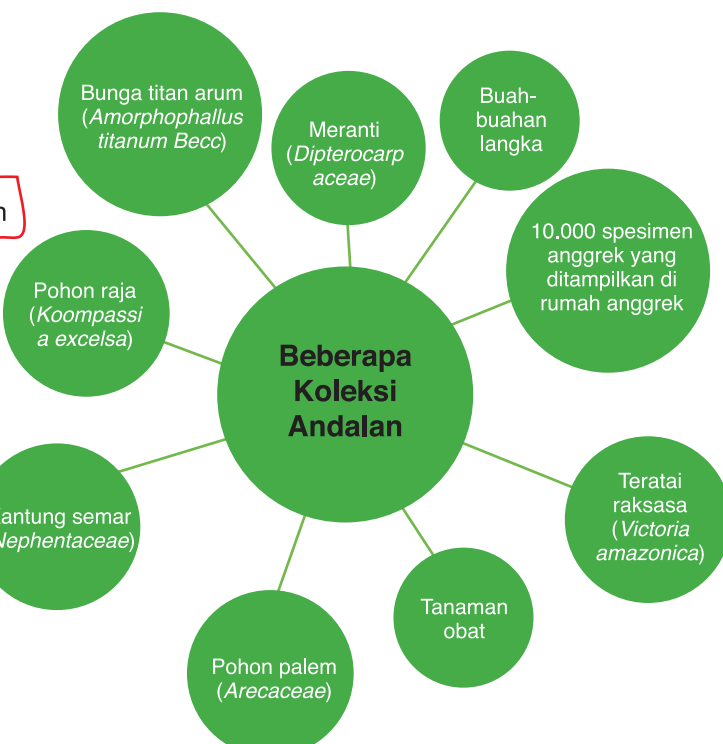 Bunga titan arum
(Amorphophallus
titanum Becc)
Meranti
(Dipterocarp
aceae)
Buah-
buahan
langka
10.000 spesimen
anggrek yang
ditampilkan di
rumah anggrek
Pohon raja
(Koompassi
a excelsa)
Beberapa
Koleksi
Andalan
semar
Teratai
raksasa
(Victoria
amazonica)
Tanaman
obat
Pohon palem
(Arecaceae)